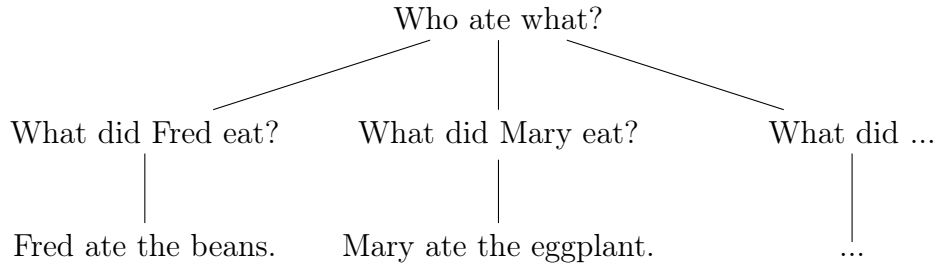 Who ate what?
What did Fred eat? What did Mary eat? What did ...
Fred ate the beans. Mary ate the eggplant. ...